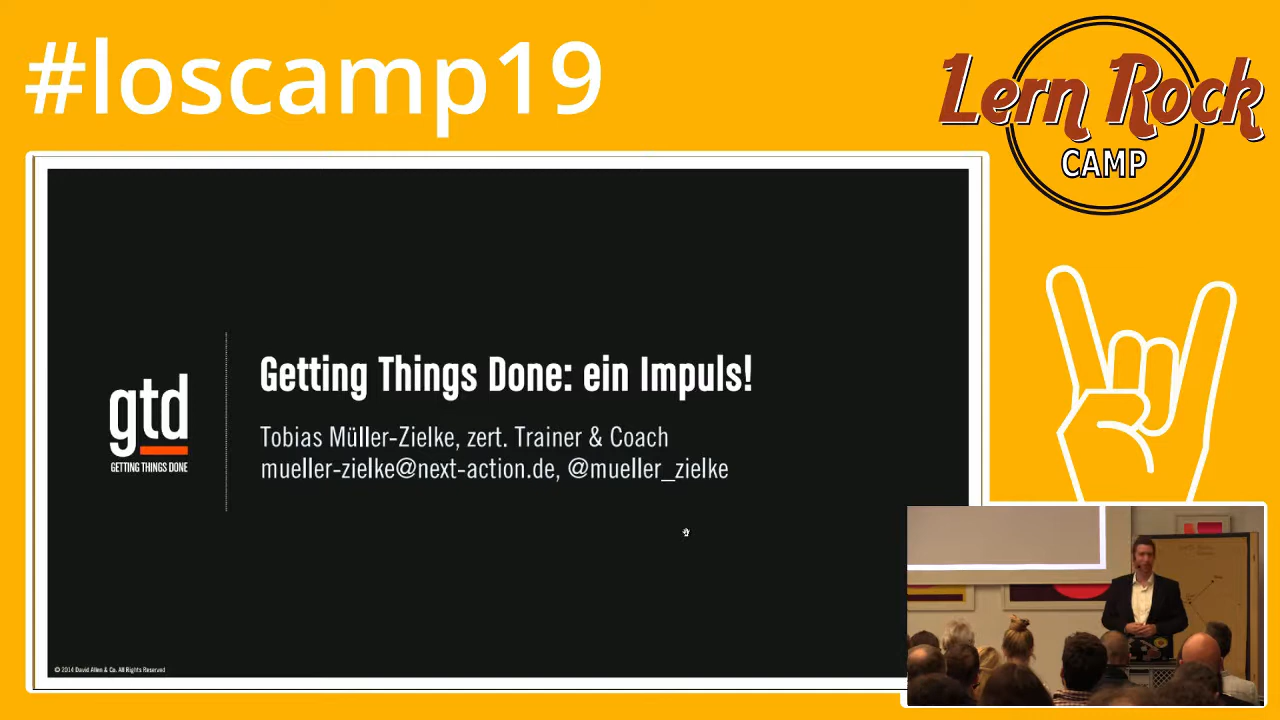 #loscamp19
Lern Rock
CAMP
Getting Things Done: ein Impuls!
gtd
GETTING THINGS DONE
Tobias Müller-Zielke, zert. Trainer & Coach
mueller-zielke@next-action.de, @mueller_zielke
© 2014 David Allen & Co. All Rights Reserved